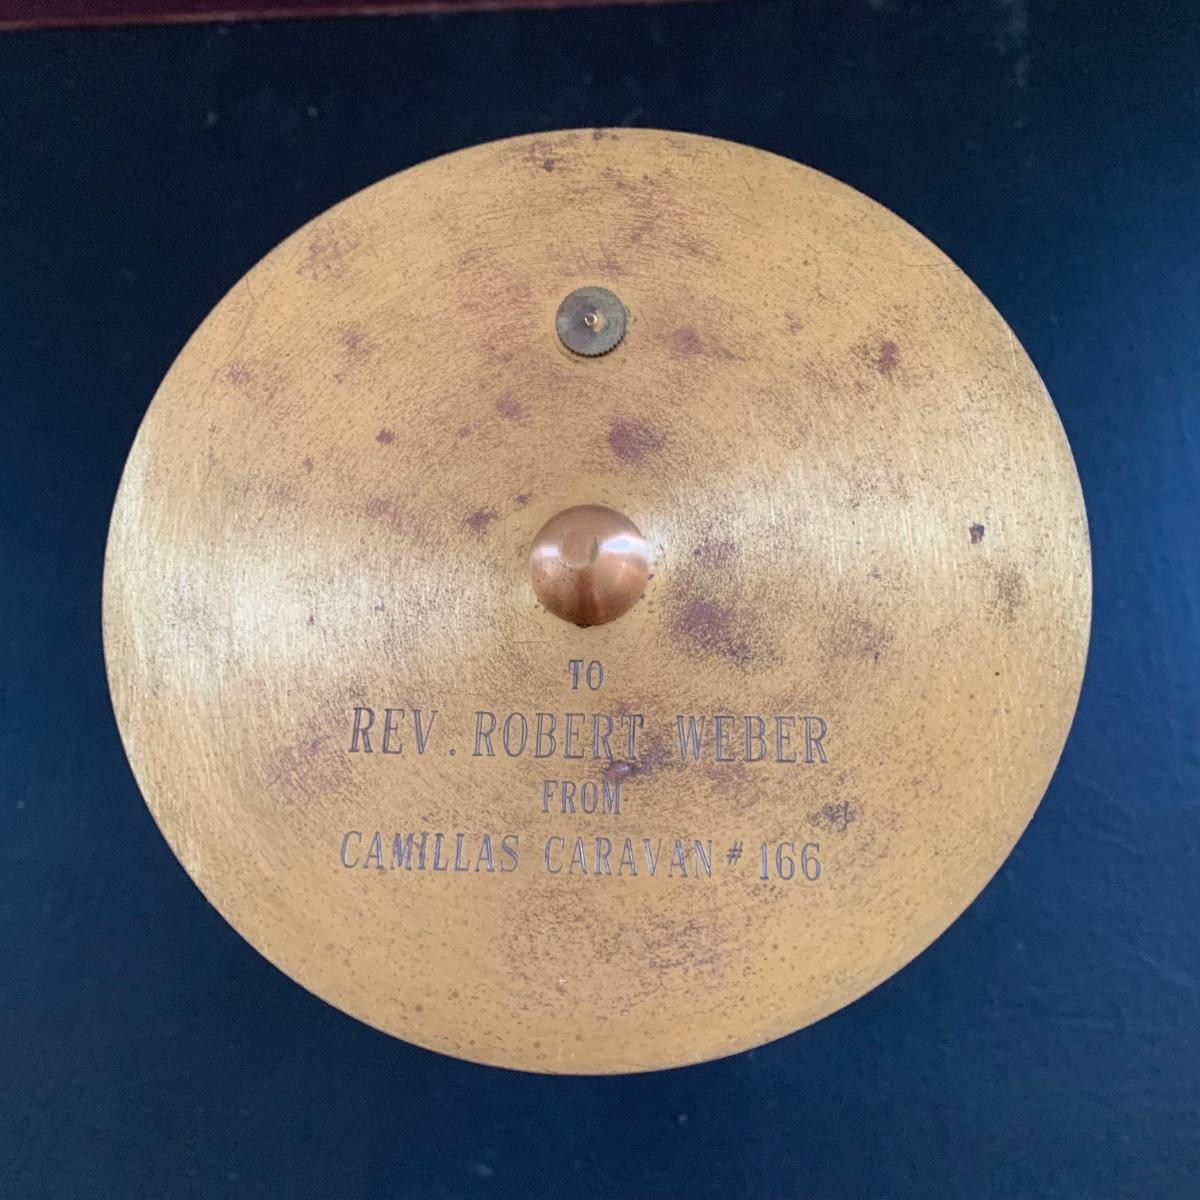 TO
REV. ROBERT WEBER
FROM
CAMILLAS CARAVAN # 166